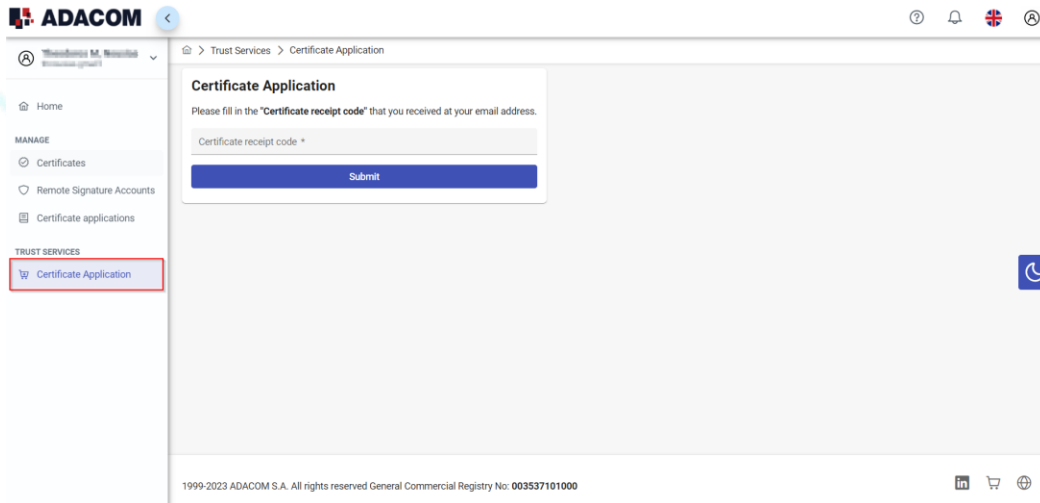 ADACOM
Home
MANAGE
Certificates
Remote Signature Accounts
Certificate applications
TRUST SERVICES
Certificate Application
Trust Services > Certificate Application
Certificate Application
Please fill in the "Certificate receipt code" that you received at your email address.
Certificate receipt code *
Submit
1999-2023 ADACOM S.A. All rights reserved General Commercial Registry No: 003537101000
in